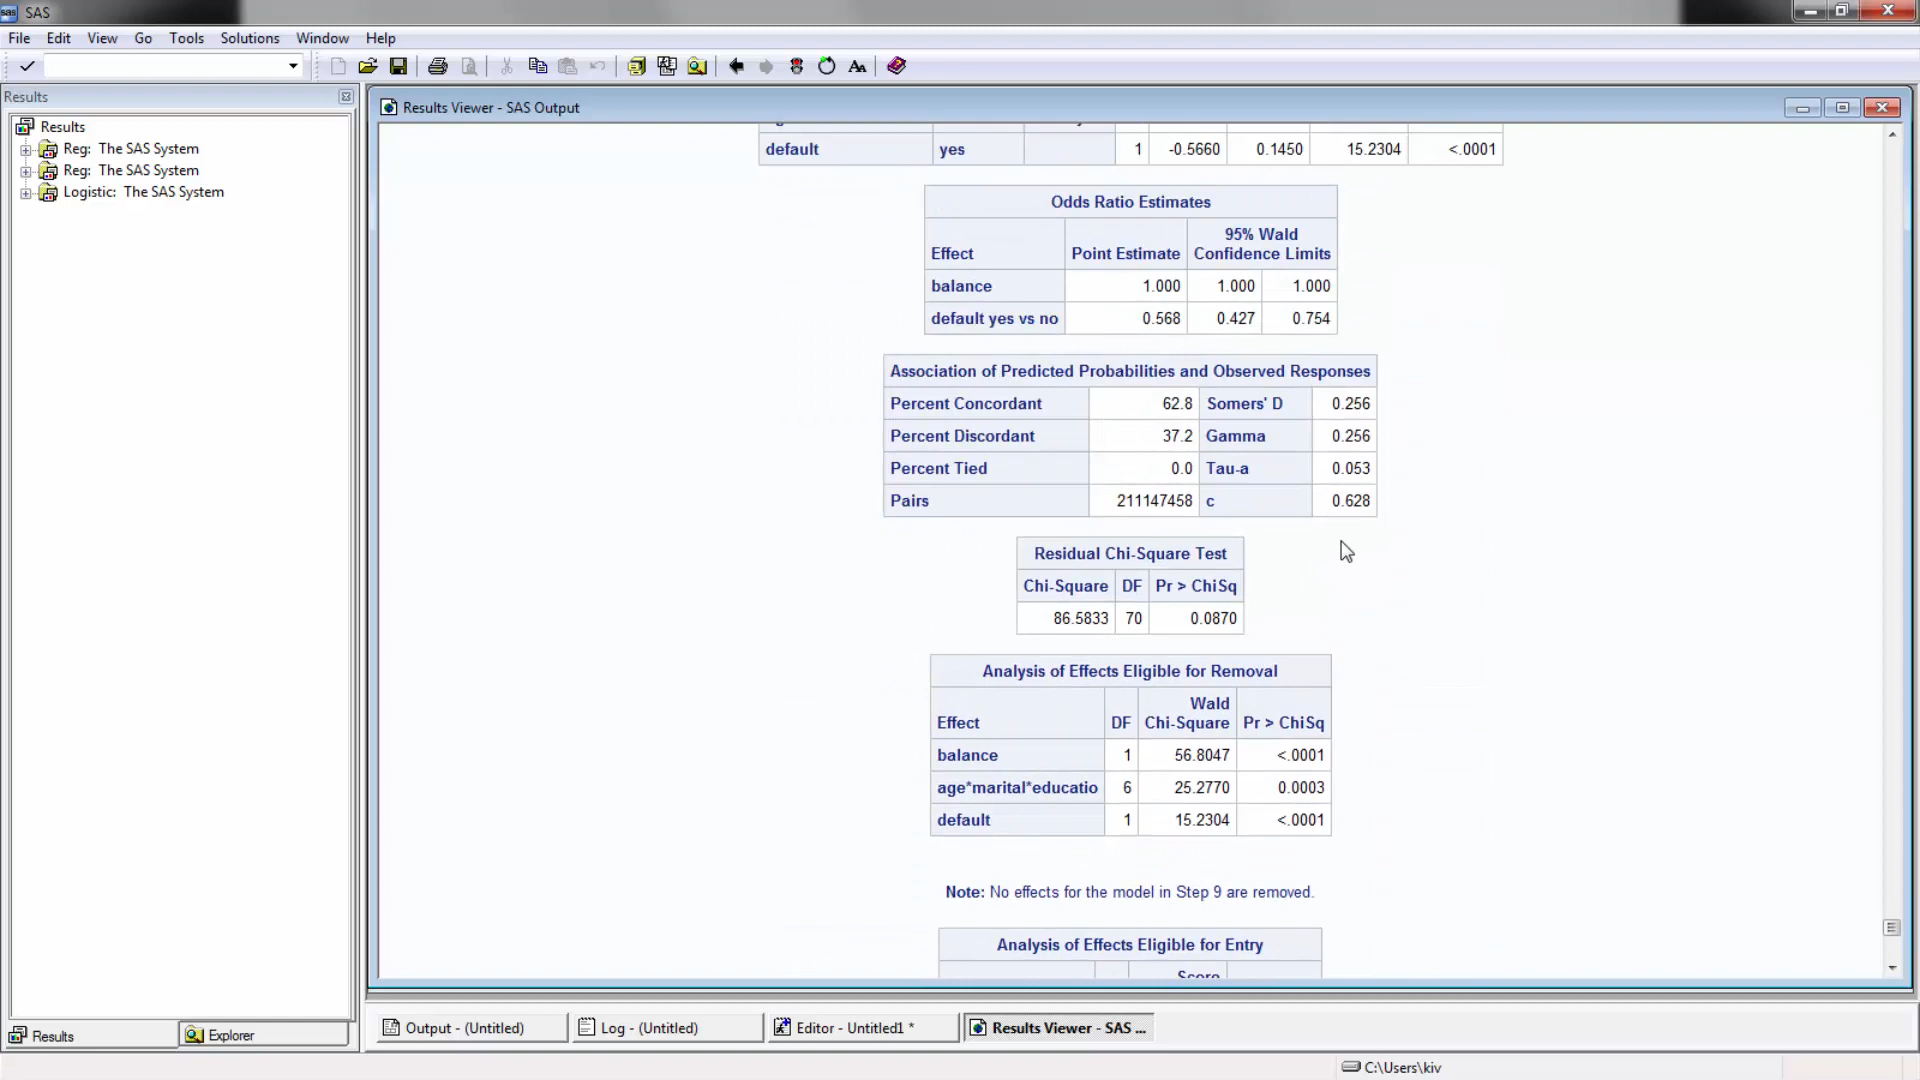 SAS
File Edit View Go Tools Solutions Window Help
Results
Results
Reg: The SAS System
Reg: The SAS System
Logistic: The SAS System
Results Explorer
Results Viewer - SAS Output
default yes 1 -0.5660 0.1450 15.2304 <.0001
Odds Ratio Estimates
Effect Point Estimate 95% Wald Confidence Limits
balance 1.000 1.000 1.000
default yes vs no 0.568 0.427 0.754
Association of Predicted Probabilities and Observed Responses
Percent Concordant 62.8 Somers' D 0.256
Percent Discordant 37.2 Gamma 0.256
Percent Tied 0.0 Tau-a 0.053
Pairs 211147458 c 0.628
Residual Chi-Square Test
Chi-Square DF Pr > ChiSq
86.5833 70 0.0870
Analysis of Effects Eligible for Removal
Effect DF Wald Chi-Square Pr > ChiSq
balance 1 56.8047 <.0001
age*marital*educatio 6 25.2770 0.0003
default 1 15.2304 <.0001
Note: No effects for the model in Step 9 are removed.
Analysis of Effects Eligible for Entry
Score
Output - (Untitled) Log - (Untitled) Editor - Untitled1 * Results Viewer - SAS ...
C:\Users\kiv